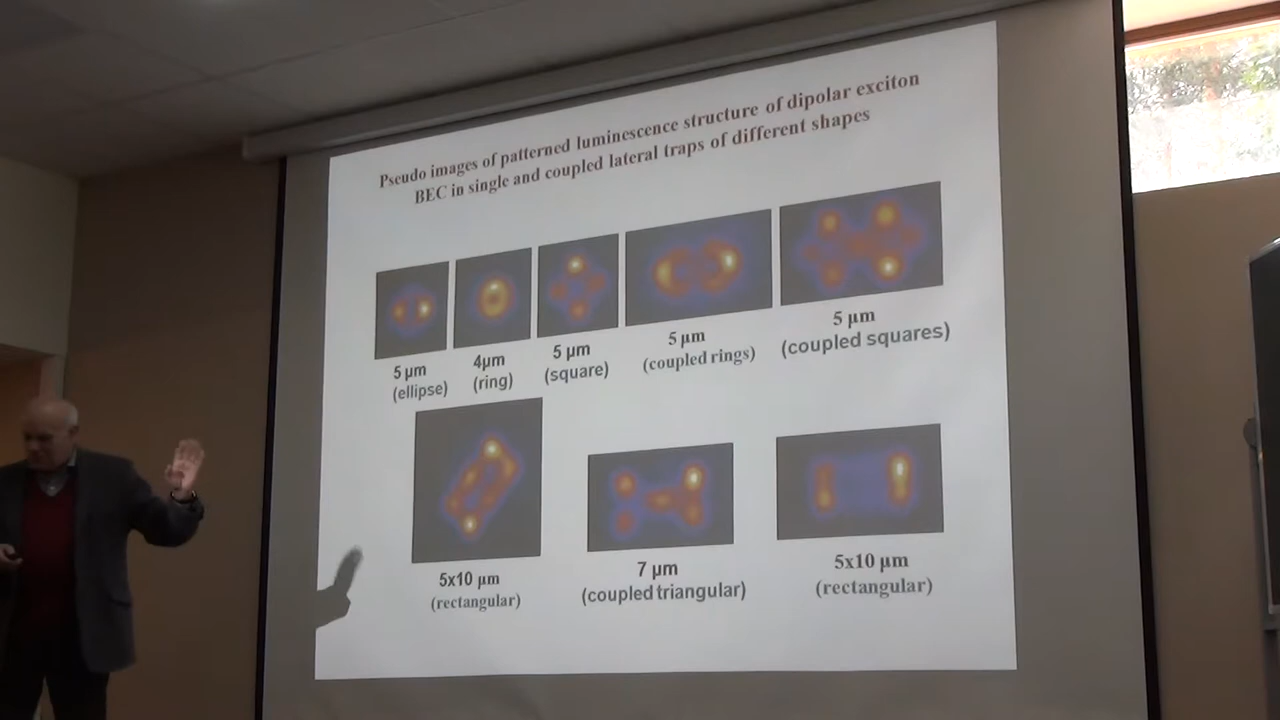 Pseudo images of patterned luminescence structure of dipolar exciton
BEC in single and coupled lateral traps of different shapes
5 µm
(ellipse)
4µm
(ring)
5 µm
(square)
5 µm
(coupled rings)
5 µm
(coupled squares)
5x10 µm
(rectangular)
7 µm
(coupled triangular)
5x10 µm
(rectangular)